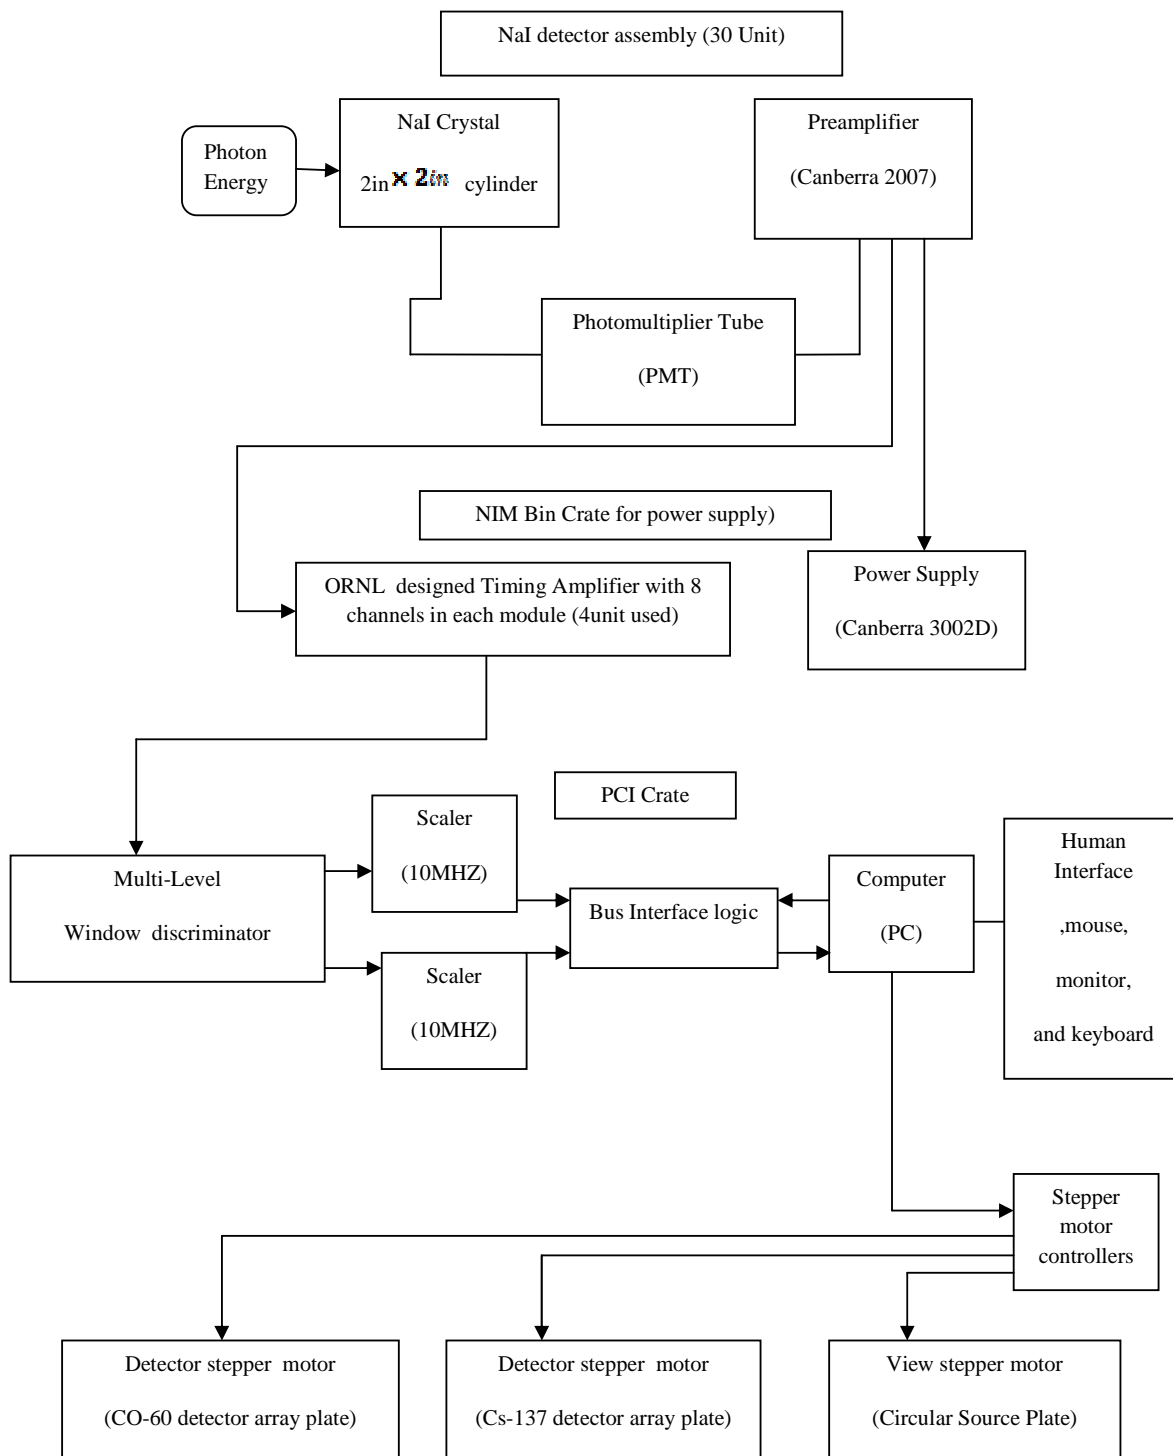 NaI detector assembly (30 Unit)
NaI Crystal
2in × 2in cylinder
Photon
Energy
Preamplifier
(Canberra 2007)
Photomultiplier Tube
(PMT)
NIM Bin Crate for power supply)
ORNL designed Timing Amplifier with 8
channels in each module (4unit used)
Power Supply
(Canberra 3002D)
PCI Crate
Scaler
(10MHZ)
Multi-Level
Window discriminator
Scaler
(10MHZ)
Bus Interface logic
Computer
(PC)
Human
Interface
,mouse,
monitor,
and keyboard
Stepper
motor
controllers
Detector stepper motor
(CO-60 detector array plate)
Detector stepper motor
(Cs-137 detector array plate)
View stepper motor
(Circular Source Plate)